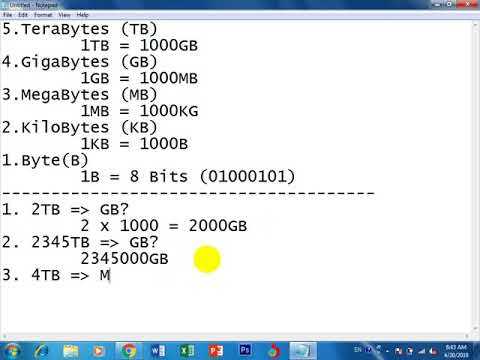 Untitled - Notepad
File Edit Format View Help
5.TeraBytes (TB)
1TB = 1000GB
4.GigaBytes (GB)
1GB = 1000MB
3.MegaBytes (MB)
1MB = 1000KG
2.KiloBytes (KB)
1KB = 1000B
1.Byte(B)
1B = 8 Bits (01000101)
---------------------------------------
1. 2TB => GB?
2 x 1000 = 2000GB
2. 2345TB => GB?
2345000GB
3. 4TB => M
EN
8:43 AM
4/20/2018